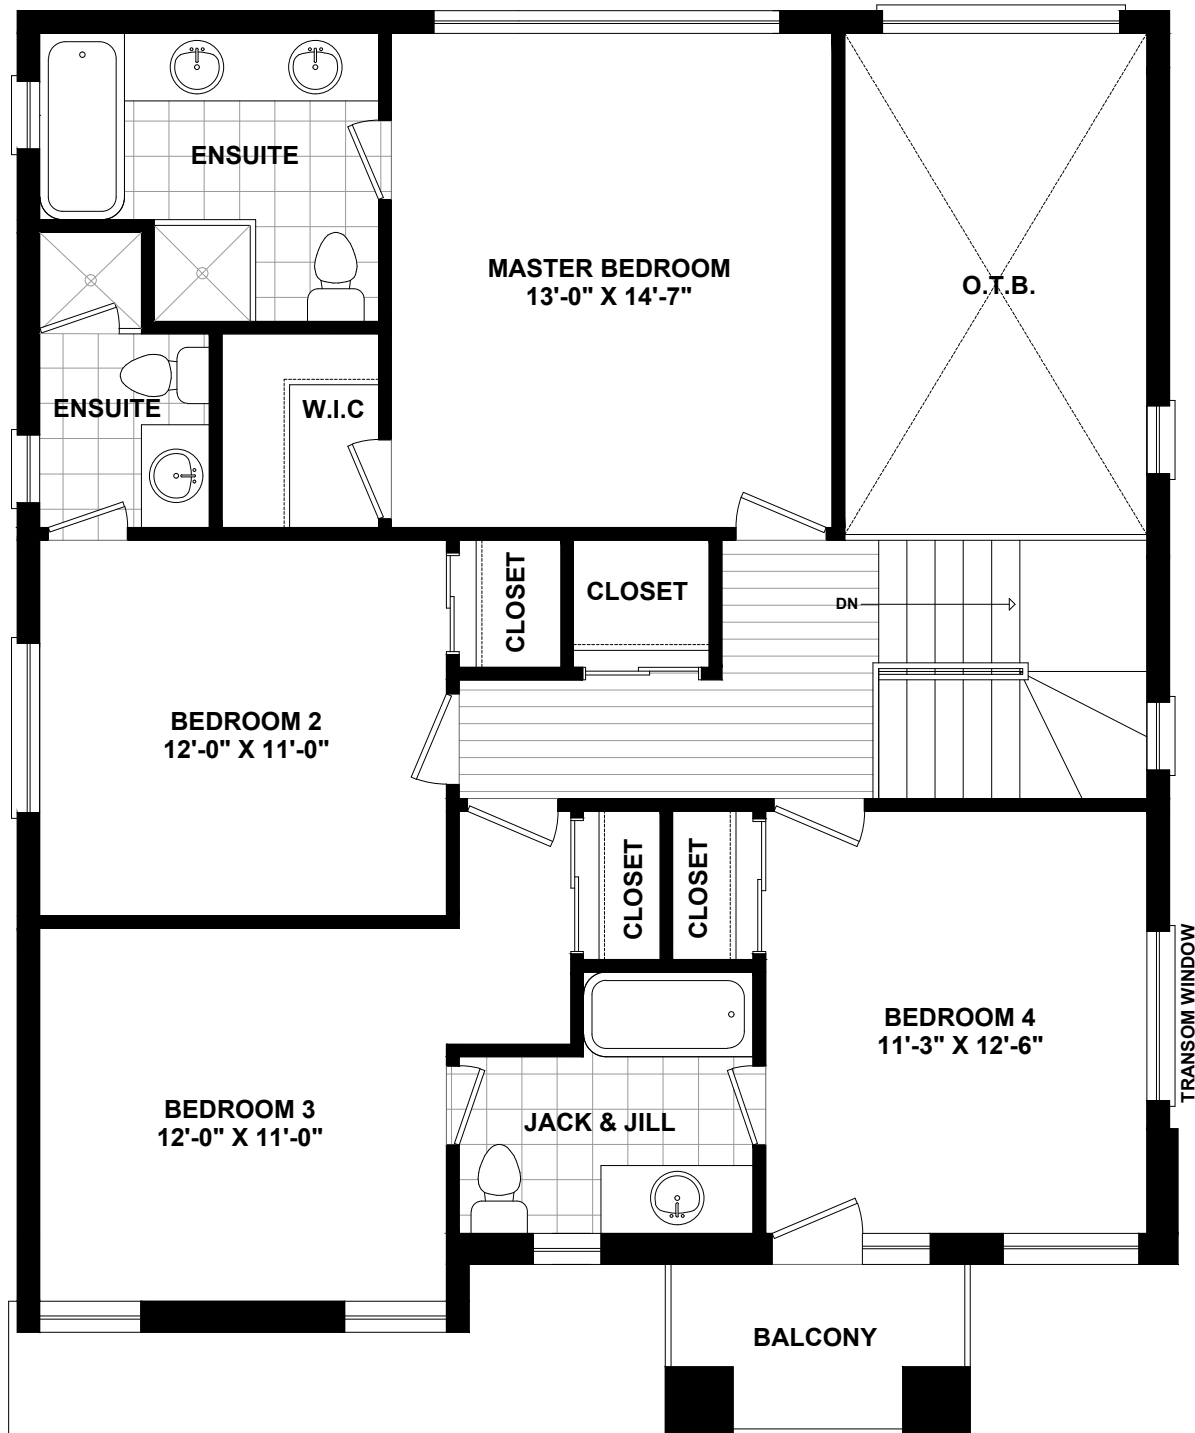 ENSUITE
MASTER BEDROOM
13'-0" X 14'-7"
O.T.B.
ENSUITE
W.I.C
CLOSET
CLOSET
DN
BEDROOM 2
12'-0" X 11'-0"
CLOSET
CLOSET
BEDROOM 4
11'-3" X 12'-6"
TRANSOM WINDOW
BEDROOM 3
12'-0" X 11'-0"
JACK & JILL
BALCONY